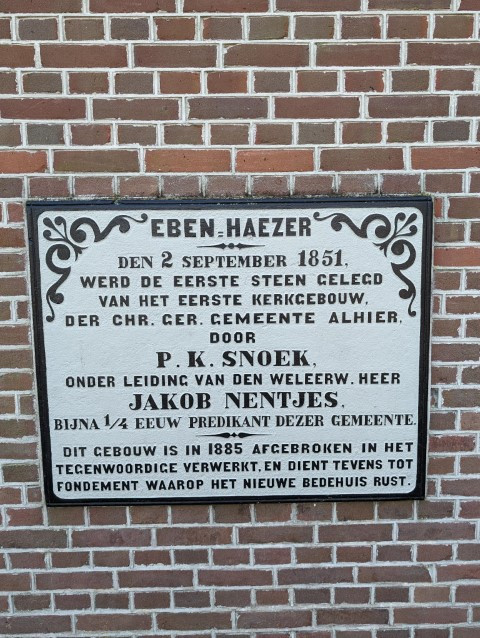 EBEN=HAEZER
DEN 2 SEPTEMBER 1851,
WERD DE EERSTE STEEN GELEGD
VAN HET EERSTE KERKGEBOUW,
DER CHR. GER. GEMEENTE ALHIER,
DOOR
P. K. SNOEK,
ONDER LEIDING VAN DEN WELEERW. HEER
JAKOB NENTJES,
BIJNA 1/4 EEUW PREDIKANT DEZER GEMEENTE.
DIT GEBOUW IS IN 1885 AFGEBROKEN IN HET
TEGENWOORDIGE VERWERKT, EN DIENT TEVENS TOT
FONDEMENT WAAROP HET NIEUWE BEDEHUIS RUST.